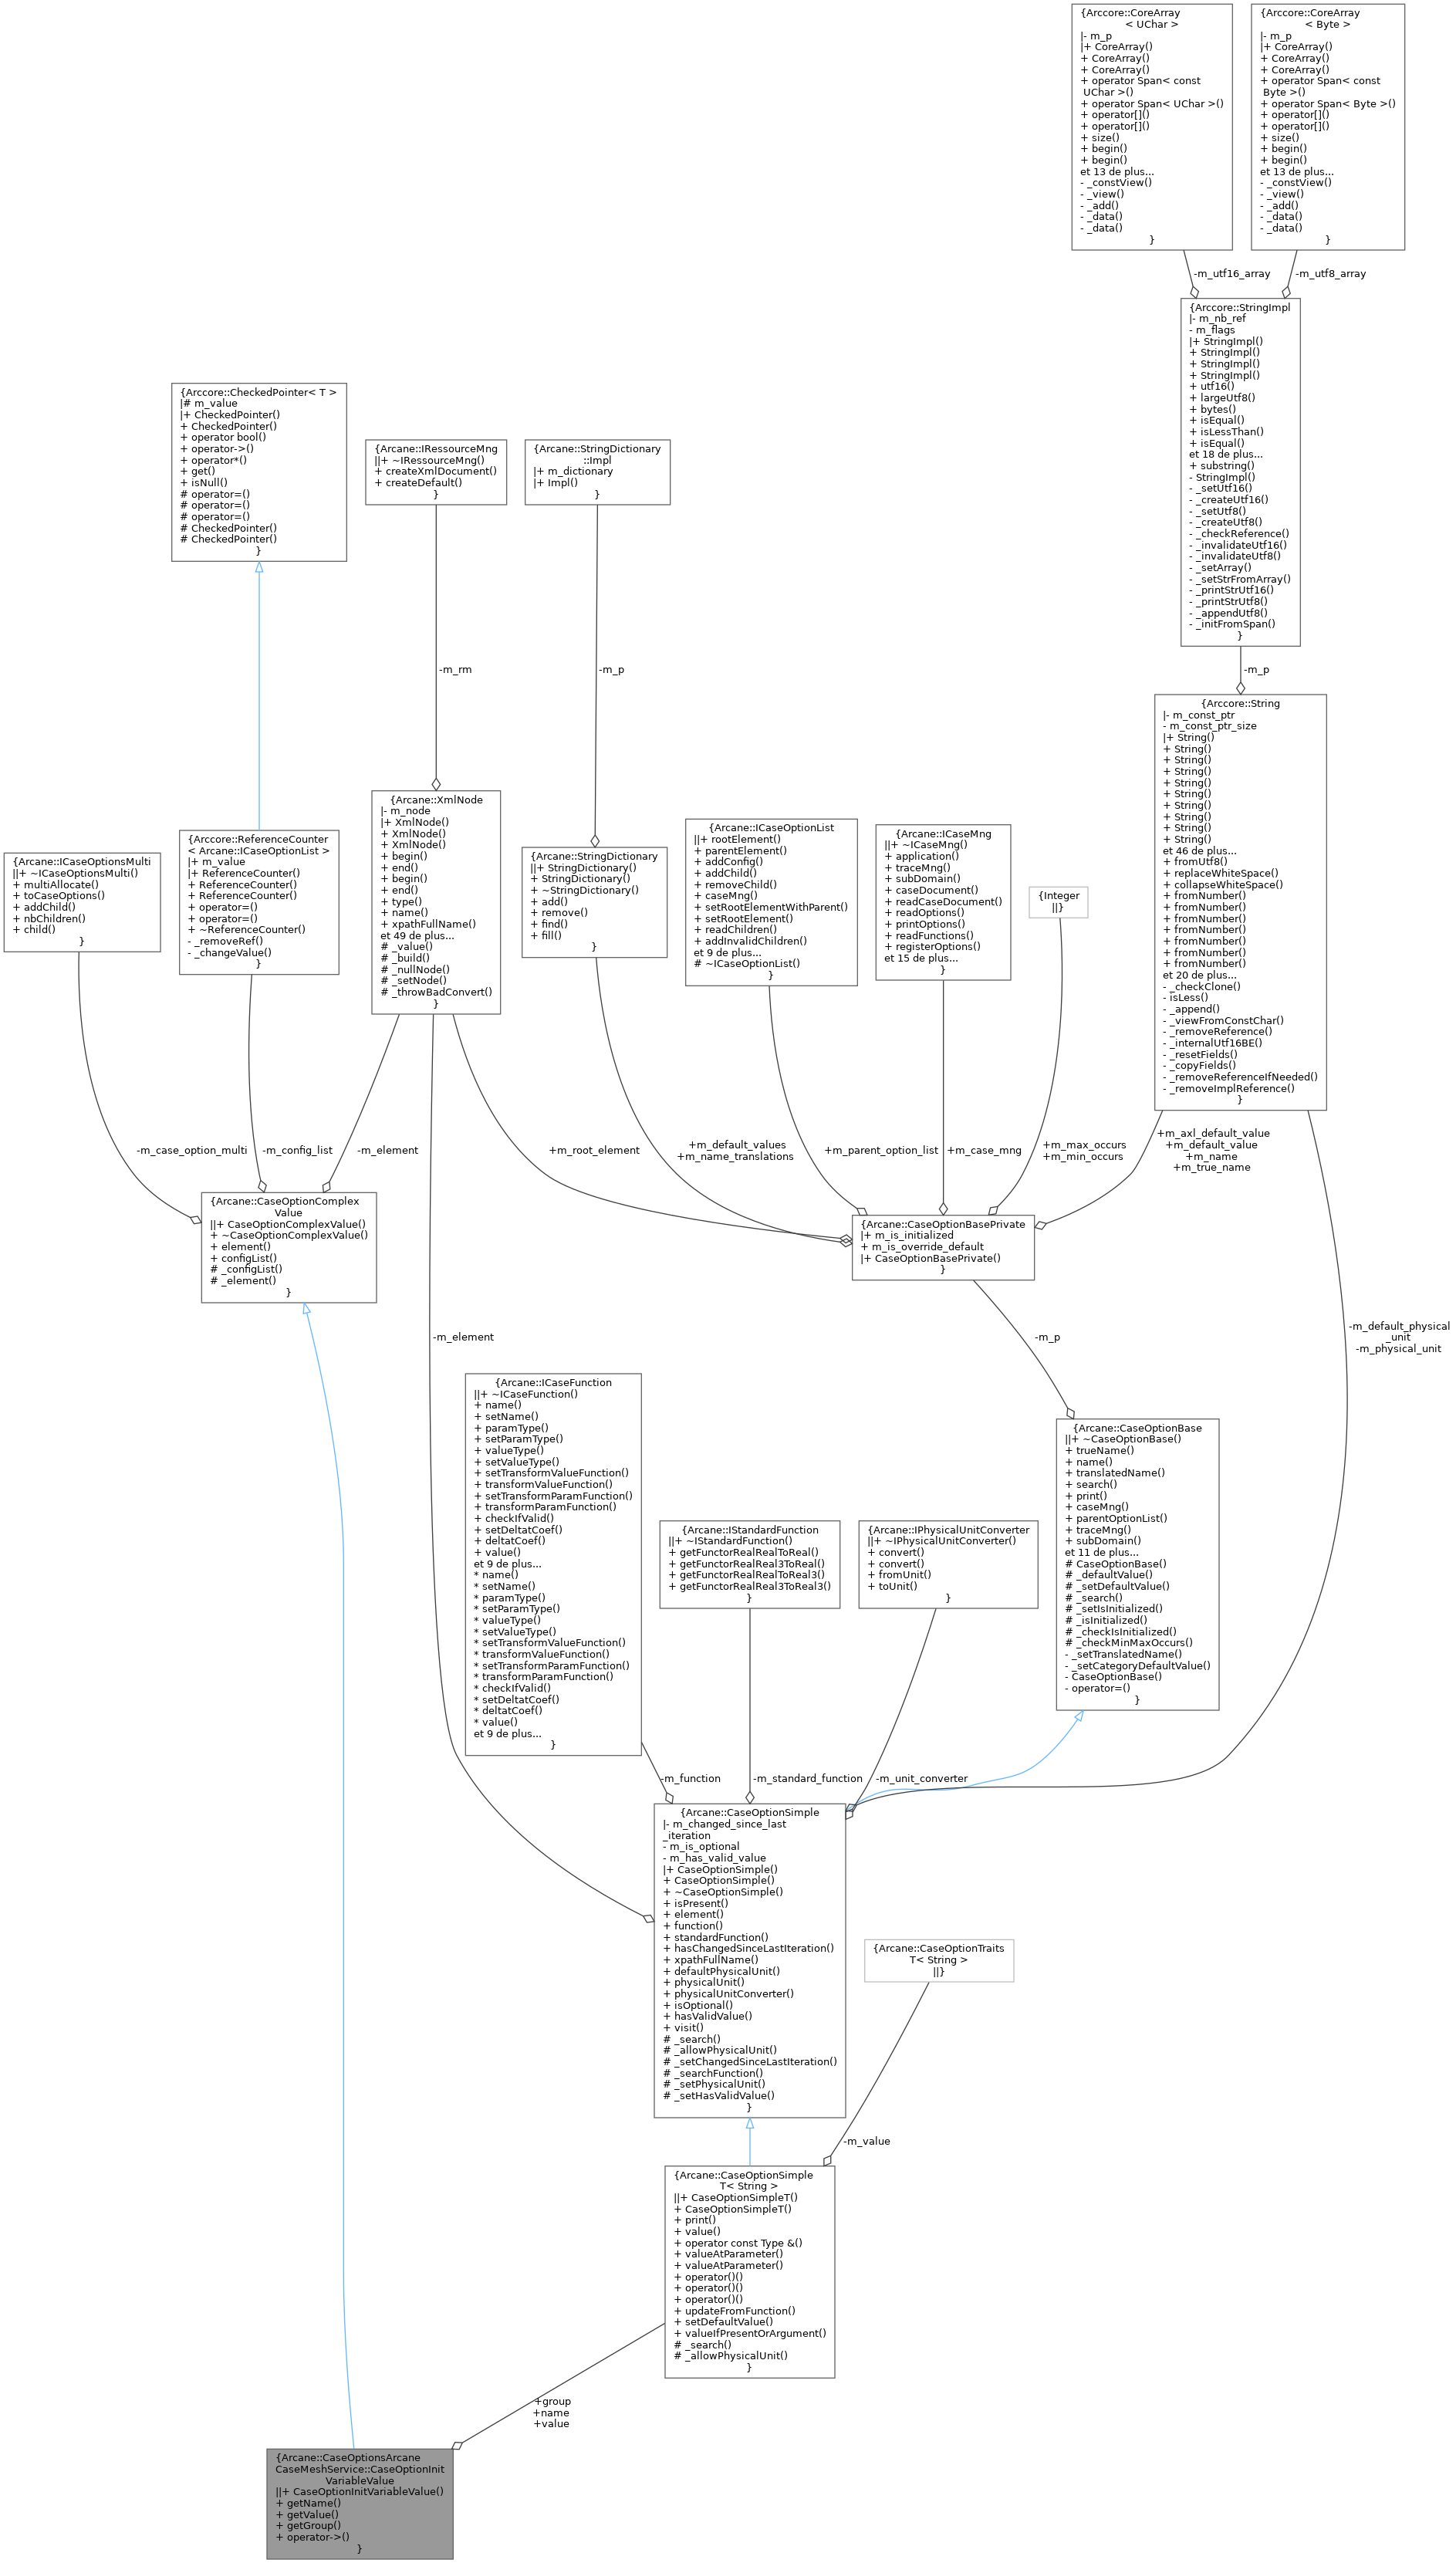 {Arccore::CoreArray
< UChar >
|- m_p
|+ CoreArray()
+ CoreArray()
+ CoreArray()
+ operator Span< const
UChar >()
+ operator Span< UChar >()
+ operator[]()
+ operator[]()
+ size()
+ begin()
+ begin()
et 13 de plus...
- _constView()
- _view()
- _add()
- _data()
- _data()
}
{Arccore::CoreArray
< Byte >
|- m_p
|+ CoreArray()
+ CoreArray()
+ CoreArray()
+ operator Span< const
Byte >()
+ operator Span< Byte >()
+ operator[]()
+ operator[]()
+ size()
+ begin()
+ begin()
et 13 de plus...
- _constView()
- _view()
- _add()
- _data()
- _data()
}
-m_utf16_array
-m_utf8_array
{Arccore::StringImpl
|- m_nb_ref
- m_flags
|+ StringImpl()
+ StringImpl()
+ StringImpl()
+ StringImpl()
+ utf16()
+ largeUtf8()
+ bytes()
+ isEqual()
+ isLessThan()
+ isEqual()
et 18 de plus...
+ substring()
- StringImpl()
- _setUtf16()
- _createUtf16()
- _setUtf8()
- _createUtf8()
- _checkReference()
- _invalidateUtf16()
- _invalidateUtf8()
- _setArray()
- _setStrFromArray()
- _printStrUtf16()
- _printStrUtf8()
- _appendUtf8()
- _initFromSpan()
}
{Arccore::CheckedPointer< T >
|# m_value
|+ CheckedPointer()
+ CheckedPointer()
+ operator bool()
+ operator->()
+ operator*()
+ get()
+ isNull()
# operator=()
# operator=()
# operator=()
# CheckedPointer()
# CheckedPointer()
}
{Arcane::IRessourceMng
||+ ~IRessourceMng()
+ createXmlDocument()
+ createDefault()
}
{Arcane::StringDictionary
::Impl
|+ m_dictionary
|+ Impl()
}
-m_rm
-m_p
-m_p
{Arccore::String
|- m_const_ptr
- m_const_ptr_size
|+ String()
+ String()
+ String()
+ String()
+ String()
+ String()
+ String()
+ String()
+ String()
+ String()
et 46 de plus...
+ fromUtf8()
+ replaceWhiteSpace()
+ collapseWhiteSpace()
+ fromNumber()
+ fromNumber()
+ fromNumber()
+ fromNumber()
+ fromNumber()
+ fromNumber()
+ fromNumber()
et 20 de plus...
- _checkClone()
- isLess()
- _append()
- _viewFromConstChar()
- _removeReference()
- _internalUtf16BE()
- _resetFields()
- _copyFields()
- _removeReferenceIfNeeded()
- _removeImplReference()
}
{Arcane::ICaseOptionsMulti
||+ ~ICaseOptionsMulti()
+ multiAllocate()
+ toCaseOptions()
+ addChild()
+ nbChildren()
+ child()
}
{Arccore::ReferenceCounter
< Arcane::ICaseOptionList >
|+ m_value
|+ ReferenceCounter()
+ ReferenceCounter()
+ ReferenceCounter()
+ operator=()
+ operator=()
+ ~ReferenceCounter()
- _removeRef()
- _changeValue()
}
{Arcane::XmlNode
|- m_node
|+ XmlNode()
+ XmlNode()
+ XmlNode()
+ begin()
+ end()
+ begin()
+ end()
+ type()
+ name()
+ xpathFullName()
et 49 de plus...
# _value()
# _build()
# _nullNode()
# _setNode()
# _throwBadConvert()
}
{Arcane::StringDictionary
||+ StringDictionary()
+ StringDictionary()
+ ~StringDictionary()
+ add()
+ remove()
+ find()
+ fill()
}
{Arcane::ICaseOptionList
||+ rootElement()
+ parentElement()
+ addConfig()
+ addChild()
+ removeChild()
+ caseMng()
+ setRootElementWithParent()
+ setRootElement()
+ readChildren()
+ addInvalidChildren()
et 9 de plus...
# ~ICaseOptionList()
}
{Arcane::ICaseMng
||+ ~ICaseMng()
+ application()
+ traceMng()
+ subDomain()
+ caseDocument()
+ readCaseDocument()
+ readOptions()
+ printOptions()
+ readFunctions()
+ registerOptions()
et 15 de plus...
}
{Integer
||}
-m_case_option_multi
-m_config_list
-m_element
+m_root_element
+m_default_values
+m_name_translations
+m_parent_option_list
+m_case_mng
+m_max_occurs
+m_min_occurs
+m_axl_default_value
+m_default_value
+m_name
+m_true_name
{Arcane::CaseOptionComplex
Value
||+ CaseOptionComplexValue()
+ ~CaseOptionComplexValue()
+ element()
+ configList()
# _configList()
# _element()
}
{Arcane::CaseOptionBasePrivate
|+ m_is_initialized
+ m_is_override_default
|+ CaseOptionBasePrivate()
}
-m_element
-m_p
-m_default_physical
_unit
-m_physical_unit
{Arcane::ICaseFunction
||+ ~ICaseFunction()
+ name()
+ setName()
+ paramType()
+ setParamType()
+ valueType()
+ setValueType()
+ setTransformValueFunction()
+ transformValueFunction()
+ setTransformParamFunction()
+ transformParamFunction()
+ checkIfValid()
+ setDeltatCoef()
+ deltatCoef()
+ value()
et 9 de plus...
* name()
* setName()
* paramType()
* setParamType()
* valueType()
* setValueType()
* setTransformValueFunction()
* transformValueFunction()
* setTransformParamFunction()
* transformParamFunction()
* checkIfValid()
* setDeltatCoef()
* deltatCoef()
* value()
et 9 de plus...
}
{Arcane::IStandardFunction
||+ ~IStandardFunction()
+ getFunctorRealRealToReal()
+ getFunctorRealReal3ToReal()
+ getFunctorRealRealToReal3()
+ getFunctorRealReal3ToReal3()
}
{Arcane::IPhysicalUnitConverter
||+ ~IPhysicalUnitConverter()
+ convert()
+ convert()
+ fromUnit()
+ toUnit()
}
{Arcane::CaseOptionBase
||+ ~CaseOptionBase()
+ trueName()
+ name()
+ translatedName()
+ search()
+ print()
+ caseMng()
+ parentOptionList()
+ traceMng()
+ subDomain()
et 11 de plus...
# CaseOptionBase()
# _defaultValue()
# _setDefaultValue()
# _search()
# _setIsInitialized()
# _isInitialized()
# _checkIsInitialized()
# _checkMinMaxOccurs()
- _setTranslatedName()
- _setCategoryDefaultValue()
- CaseOptionBase()
- operator=()
}
-m_function
-m_standard_function
-m_unit_converter
{Arcane::CaseOptionSimple
|- m_changed_since_last
_iteration
- m_is_optional
- m_has_valid_value
|+ CaseOptionSimple()
+ CaseOptionSimple()
+ ~CaseOptionSimple()
+ isPresent()
+ element()
+ function()
+ standardFunction()
+ hasChangedSinceLastIteration()
+ xpathFullName()
+ defaultPhysicalUnit()
+ physicalUnit()
+ physicalUnitConverter()
+ isOptional()
+ hasValidValue()
+ visit()
# _search()
# _allowPhysicalUnit()
# _setChangedSinceLastIteration()
# _searchFunction()
# _setPhysicalUnit()
# _setHasValidValue()
}
{Arcane::CaseOptionTraits
T< String >
||}
-m_value
{Arcane::CaseOptionSimple
T< String >
||+ CaseOptionSimpleT()
+ CaseOptionSimpleT()
+ print()
+ value()
+ operator const Type &()
+ valueAtParameter()
+ valueAtParameter()
+ operator()()
+ operator()()
+ operator()()
+ updateFromFunction()
+ setDefaultValue()
+ valueIfPresentOrArgument()
# _search()
# _allowPhysicalUnit()
}
+group
+name
+value
{Arcane::CaseOptionsArcane
CaseMeshService::CaseOptionInit
VariableValue
||+ CaseOptionInitVariableValue()
+ getName()
+ getValue()
+ getGroup()
+ operator->()
}